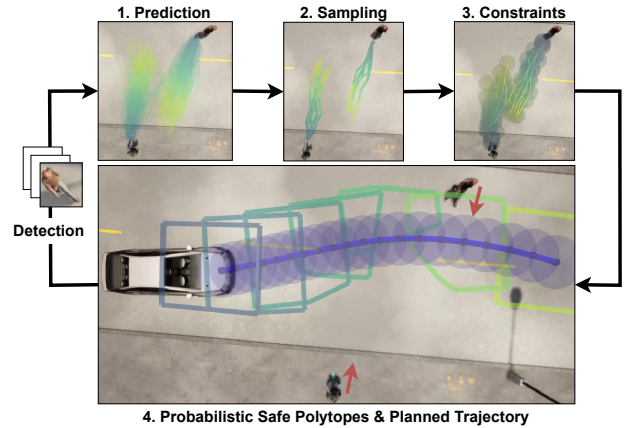 1. Prediction
2. Sampling
3. Constraints
Detection
4. Probabilistic Safe Polytopes & Planned Trajectory